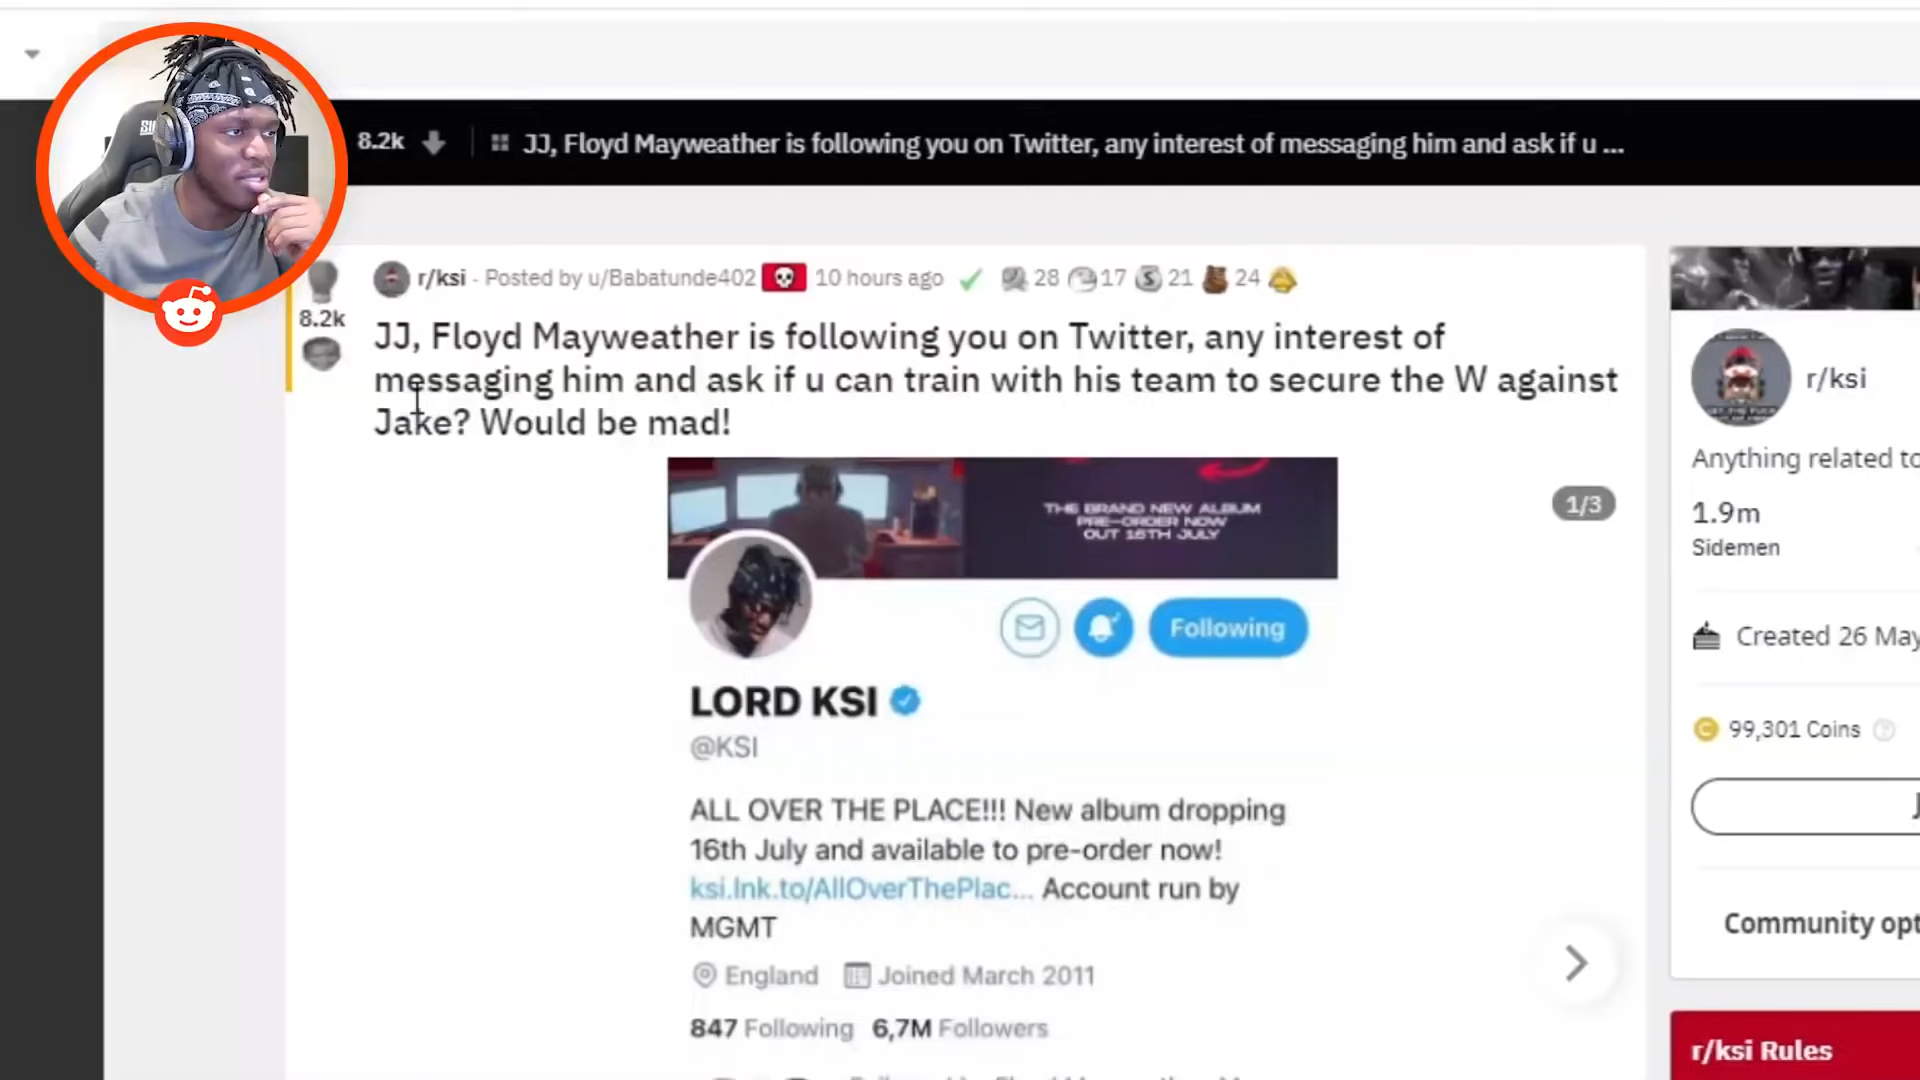 8.2k JJ, Floyd Mayweather is following you on Twitter, any interest of messaging him and ask if u ...
r/ksi - Posted by u/Babatunde402 10 hours ago 28 17 21 24
8.2k
JJ, Floyd Mayweather is following you on Twitter, any interest of
messaging him and ask if u can train with his team to secure the W against
Jake? Would be mad!
1/3
THE BRAND NEW ALBUM
PRE-ORDER NOW
OUT 16TH JULY
Following
LORD KSI
@KSI
ALL OVER THE PLACE!!! New album dropping
16th July and available to pre-order now!
ksi.lnk.to/AllOverThePlac... Account run by
MGMT
England Joined March 2011
847 Following 6,7M Followers
r/ksi
Anything related to
1.9m
Sidemen
Created 26 May
99,301 Coins
Community opt
r/ksi Rules